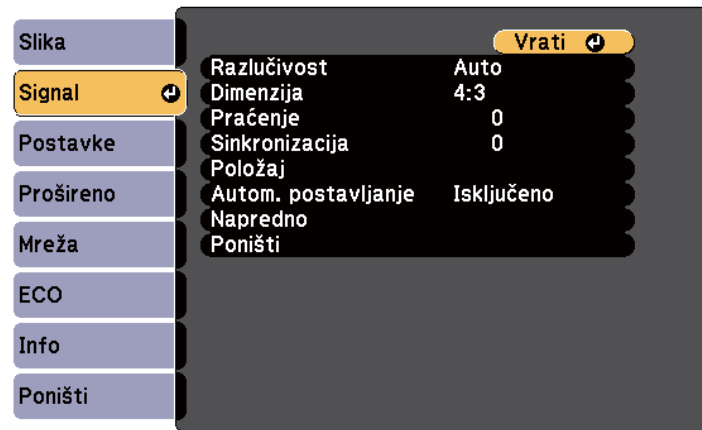 Slika
Signal
Postavke
Prošireno
Mreža
ECO
Info
Poništi
Vrati
Razlučivost Auto
Dimenzija 4:3
Praćenje 0
Sinkronizacija 0
Položaj
Autom. postavljanje Isključeno
Napredno
Poništi